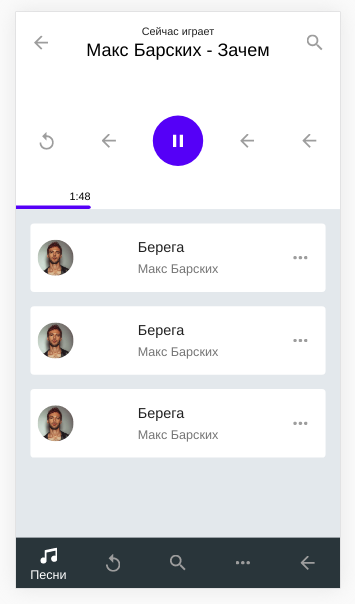 Сейчас играет
Макс Барских - Зачем
1:48
Берега
Макс Барских
Берега
Макс Барских
Берега
Макс Барских
Песни